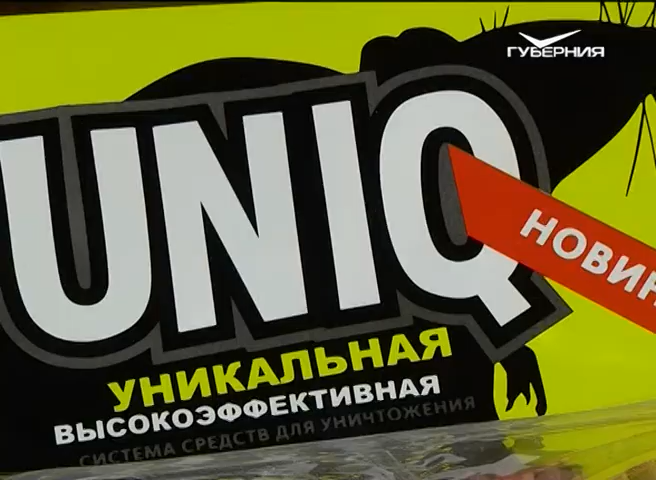 ГУБЕРНИЯ
UNIQ
НОВИН
УНИКАЛЬНАЯ
ВЫСОКОЭФФЕКТИВНАЯ
СИСТЕМА СРЕДСТВ ДЛЯ УНИЧТОЖЕНИЯ